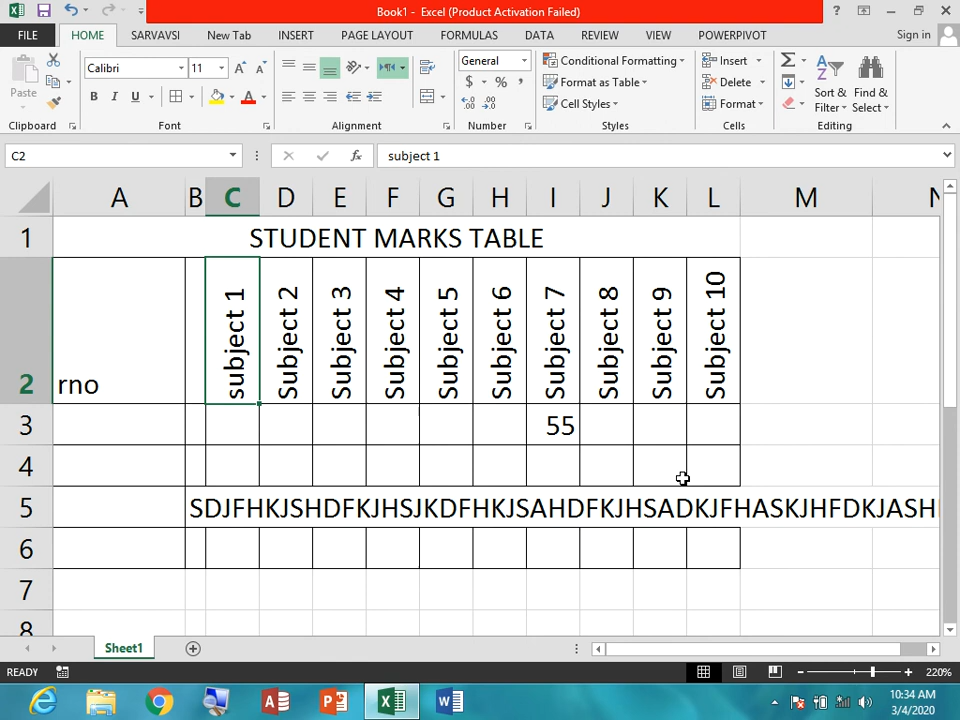 Book1 - Excel (Product Activation Failed)
FILE HOME SARVAVSI New Tab INSERT PAGE LAYOUT FORMULAS DATA REVIEW VIEW POWERPIVOT Sign in
Paste
Calibri 11
B I U
General
$ % ,
Conditional Formatting
Format as Table
Cell Styles
Insert
Delete
Format
Sort & Filter
Find & Select
Clipboard Font Alignment Number Styles Cells Editing
C2 fx subject 1
A B C D E F G H I J K L M N
1 STUDENT MARKS TABLE
2 rno subject 1 Subject 2 Subject 3 Subject 4 Subject 5 Subject 6 Subject 7 Subject 8 Subject 9 Subject 10
3 55
4
5 SDJFHKJSHDFKJHSJKDFHKJSAHDFKJHSADKJFHASKJHFDKJASH
6
7
8
Sheet1
READY 220%
10:34 AM
3/4/2020